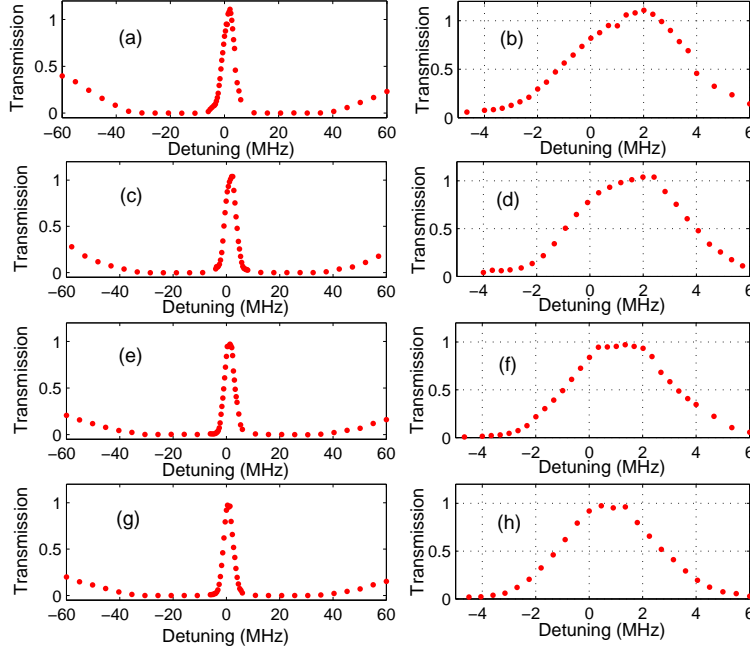 (a)
Transmission
1
0.5
0
−60 −40 −20 0 20 40 60
Detuning (MHz)
(b)
Transmission
1
0.5
0
−4 −2 0 2 4 6
Detuning (MHz)
(c)
Transmission
1
0.5
0
−60 −40 −20 0 20 40 60
Detuning (MHz)
(d)
Transmission
1
0.5
0
−4 −2 0 2 4 6
Detuning (MHz)
(e)
Transmission
1
0.5
0
−60 −40 −20 0 20 40 60
Detuning (MHz)
(f)
Transmission
1
0.5
0
−4 −2 0 2 4 6
Detuning (MHz)
(g)
Transmission
1
0.5
0
−60 −40 −20 0 20 40 60
Detuning (MHz)
(h)
Transmission
1
0.5
0
−4 −2 0 2 4 6
Detuning (MHz)